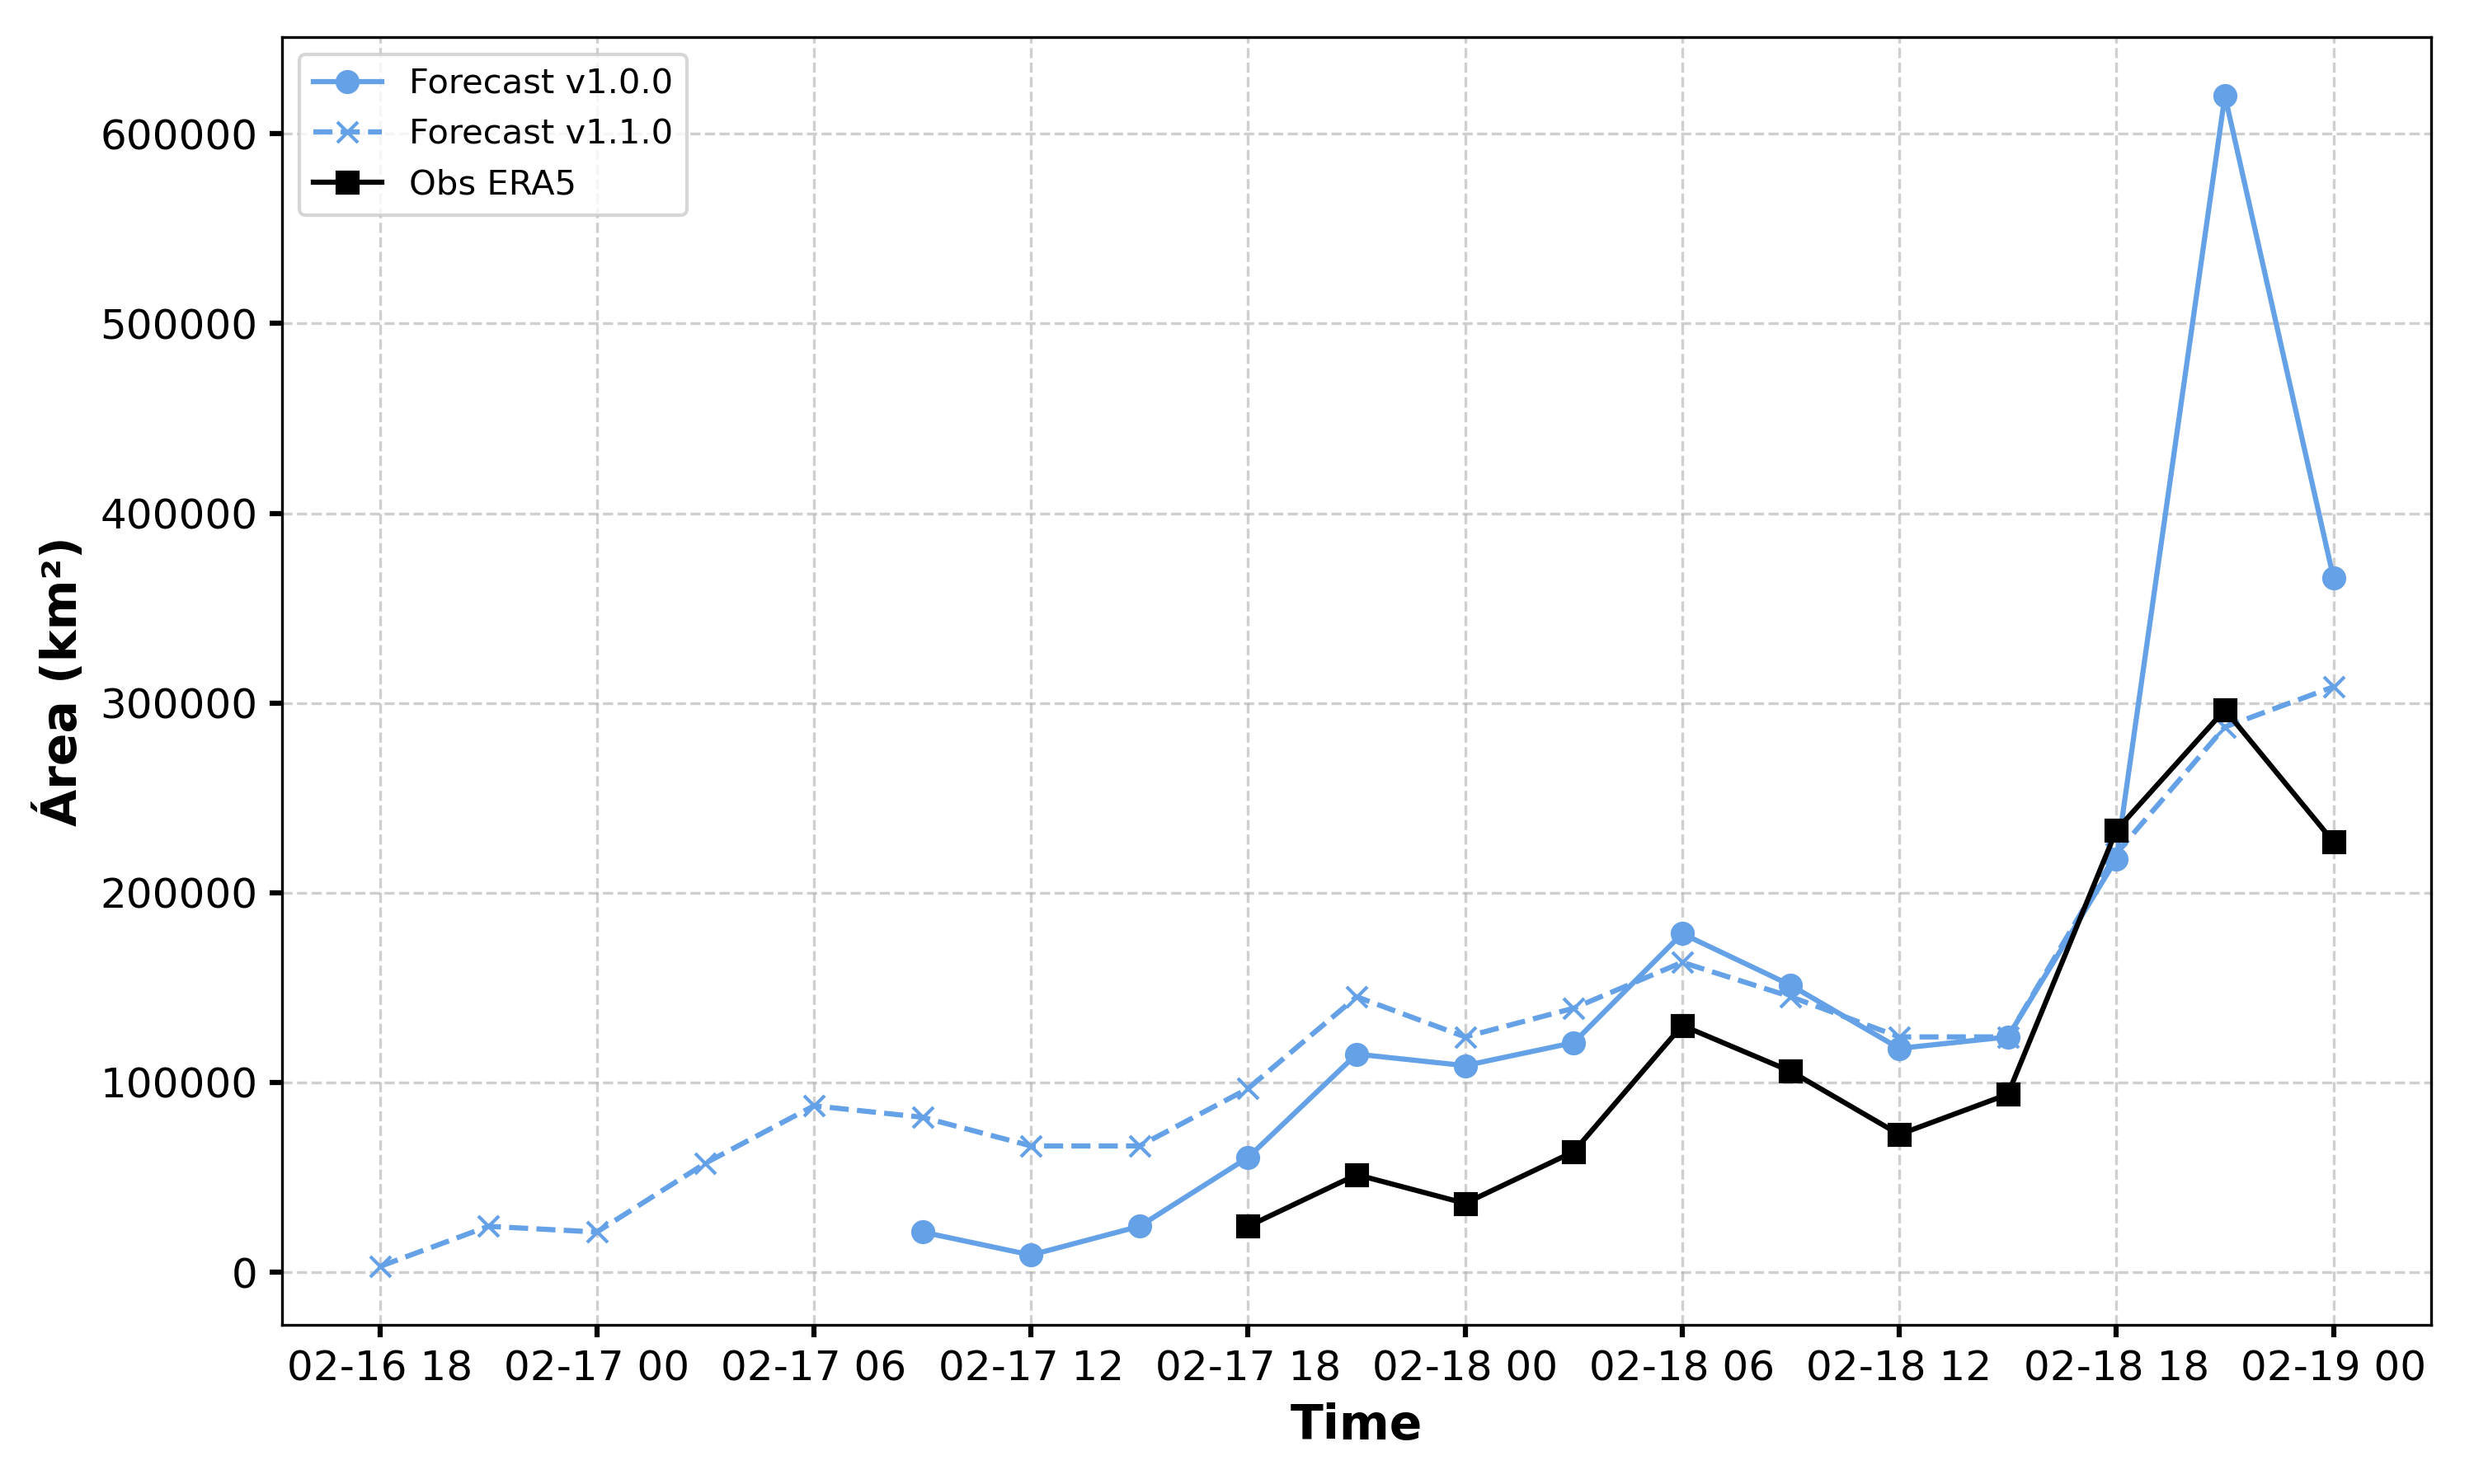 Forecast v1.0.0
Forecast v1.1.0
Obs ERA5
600000
500000
400000
300000
200000
100000
0
Área (km²)
02-16 18 02-17 00 02-17 06 02-17 12 02-17 18 02-18 00 02-18 06 02-18 12 02-18 18 02-19 00
Time